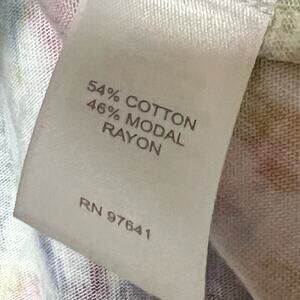 54% COTTON
46% MODAL
RAYON
RN 97641